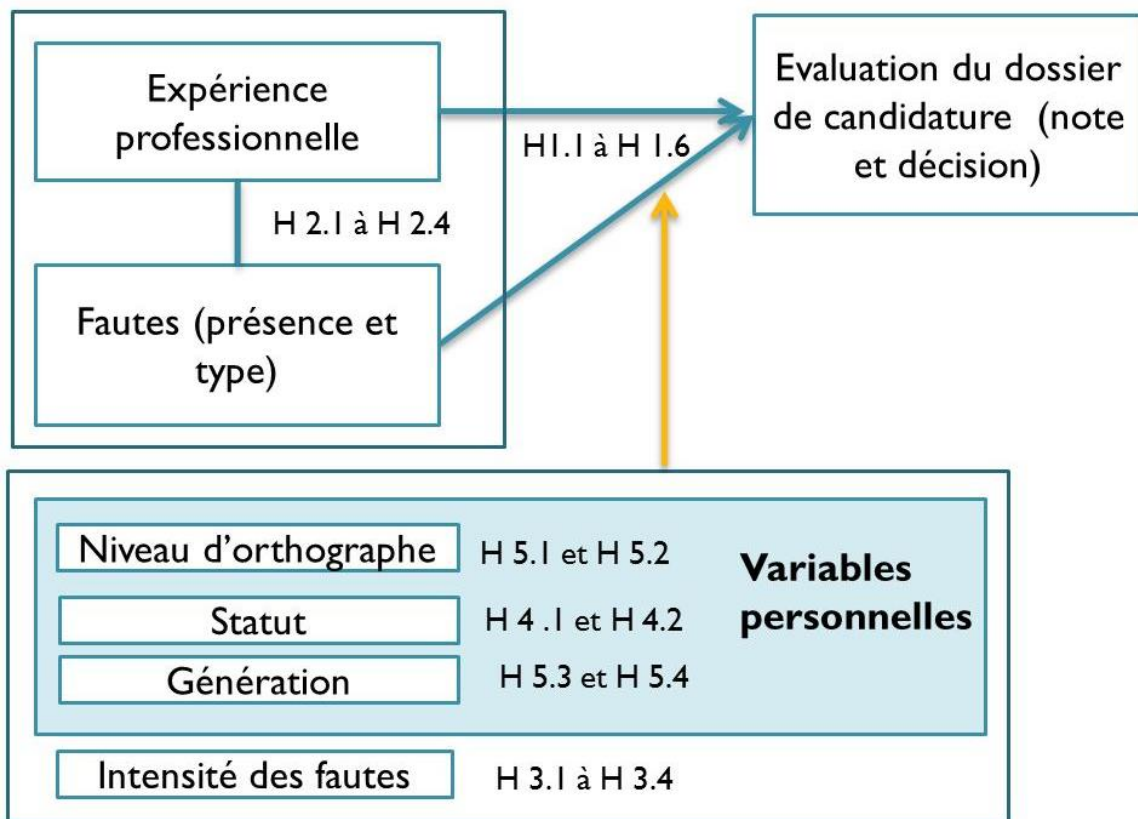 Expérience
professionnelle
H 2.1 à H 2.4
Fautes (présence et
type)
H1.1 à H 1.6
Evaluation du dossier
de candidature (note
et décision)
Niveau d’orthographe
H 5.1 et H 5.2
Statut
H 4 .1 et H 4.2
Génération
H 5.3 et H 5.4
Variables
personnelles
Intensité des fautes
H 3.1 à H 3.4